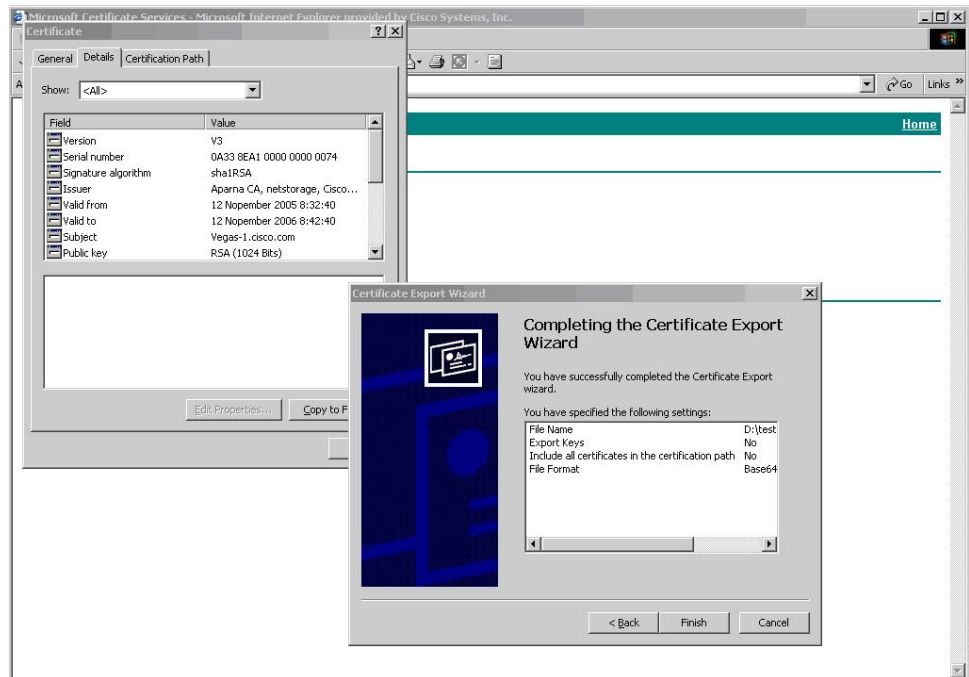 Microsoft Certificate Services - Microsoft Internet Explorer provided by Cisco Systems, Inc.
Certificate
General Details Certification Path
Show: <All>
Field Value
Version V3
Serial number 0A33 8EA1 0000 0000 0074
Signature algorithm sha1RSA
Issuer Aparna CA, netstorage, Cisco...
Valid from 12 Nopember 2005 8:32:40
Valid to 12 Nopember 2006 8:42:40
Subject Vegas-1.cisco.com
Public key RSA (1024 Bits)
Edit Properties... Copy to F
Go Links »
Home
Certificate Export Wizard
Completing the Certificate Export
Wizard
You have successfully completed the Certificate Export
wizard.
You have specified the following settings:
File Name D:\test
Export Keys No
Include all certificates in the certification path No
File Format Base64
< Back Finish Cancel